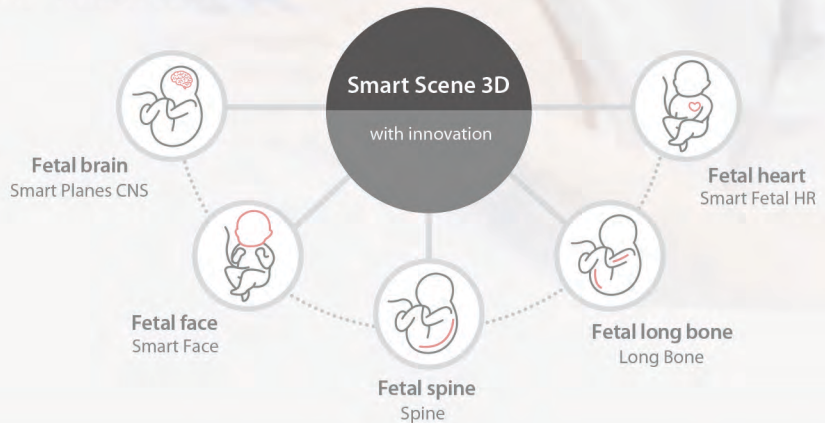 Smart Scene 3D
with innovation
Fetal brain
Smart Planes CNS
Fetal face
Smart Face
Fetal spine
Spine
Fetal long bone
Long Bone
Fetal heart
Smart Fetal HR